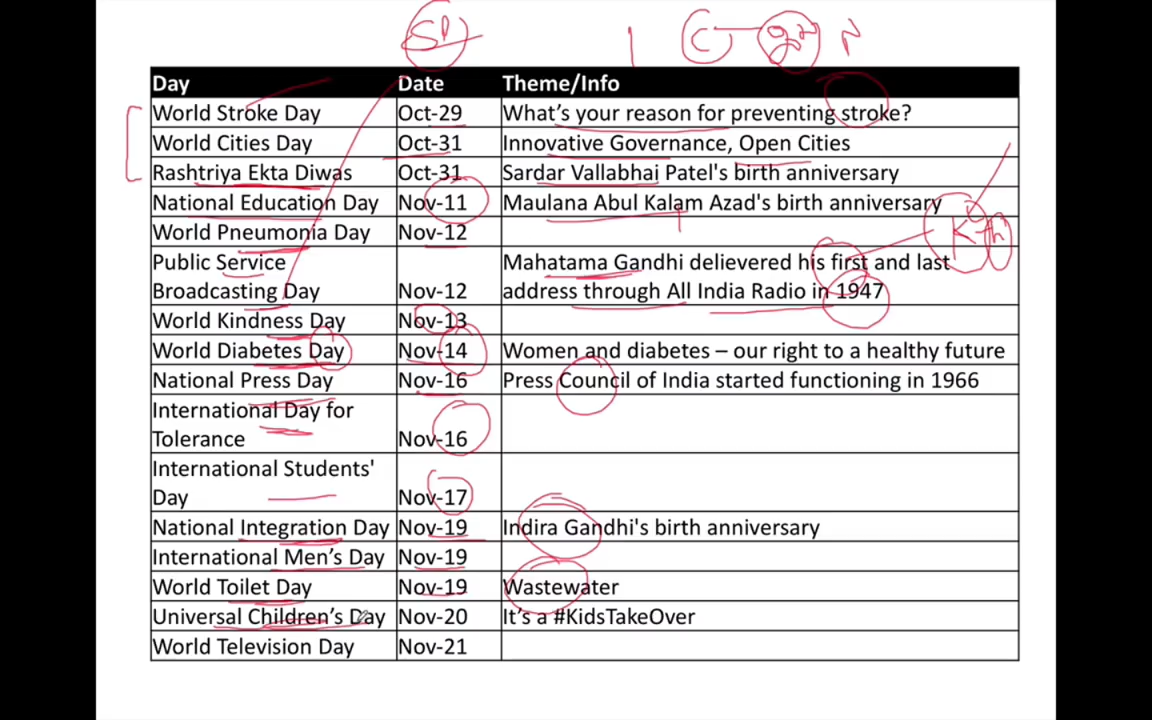 SP
C
N
Day Date Theme/Info
World Stroke Day Oct-29 What's your reason for preventing stroke?
World Cities Day Oct-31 Innovative Governance, Open Cities
Rashtriya Ekta Diwas Oct-31 Sardar Vallabhai Patel's birth anniversary
National Education Day Nov-11 Maulana Abul Kalam Azad's birth anniversary
World Pneumonia Day Nov-12
Public Service Mahatama Gandhi delievered his first and last
Broadcasting Day Nov-12 address through All India Radio in 1947
World Kindness Day Nov-13
World Diabetes Day Nov-14 Women and diabetes – our right to a healthy future
National Press Day Nov-16 Press Council of India started functioning in 1966
International Day for
Tolerance Nov-16
International Students'
Day Nov-17
National Integration Day Nov-19 Indira Gandhi's birth anniversary
International Men's Day Nov-19
World Toilet Day Nov-19 Wastewater
Universal Children's Day Nov-20 It's a #KidsTakeOver
World Television Day Nov-21